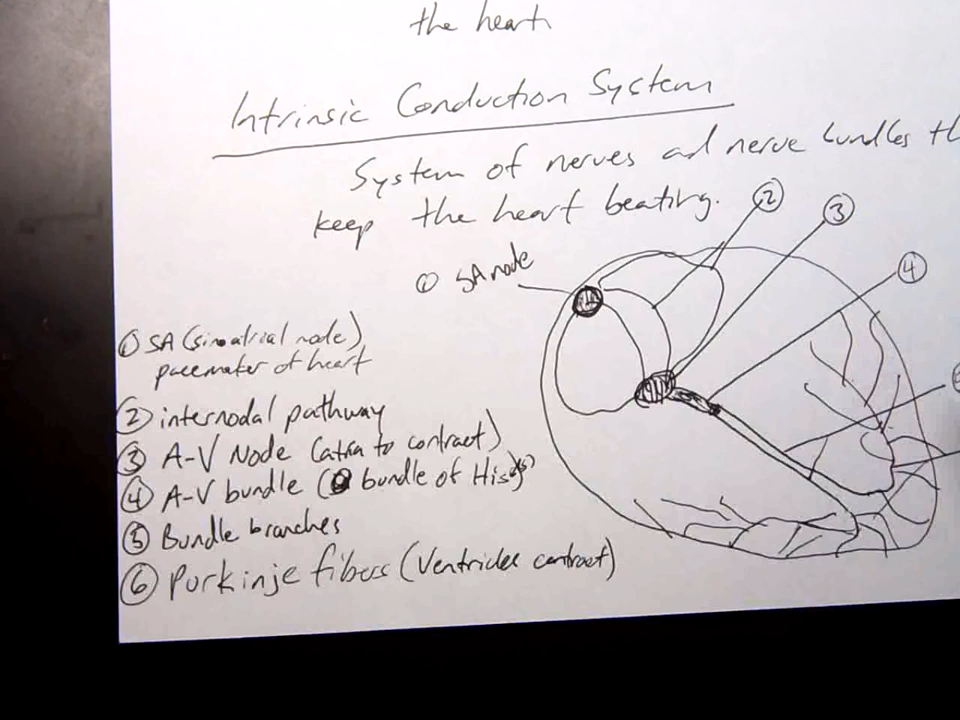 the heart
Intrinsic Conduction System
System of nerves ad nerve bundles th
keep the heart beating.
② ③
① SA node
④
① SA (sinoatrial node)
pacemaker of heart
② internodal pathway
③ A-V Node (atria to contract)
④ A-V bundle ( bundle of His)
⑤ Bundle branches
⑥ Purkinje fibers (Ventricles contract)